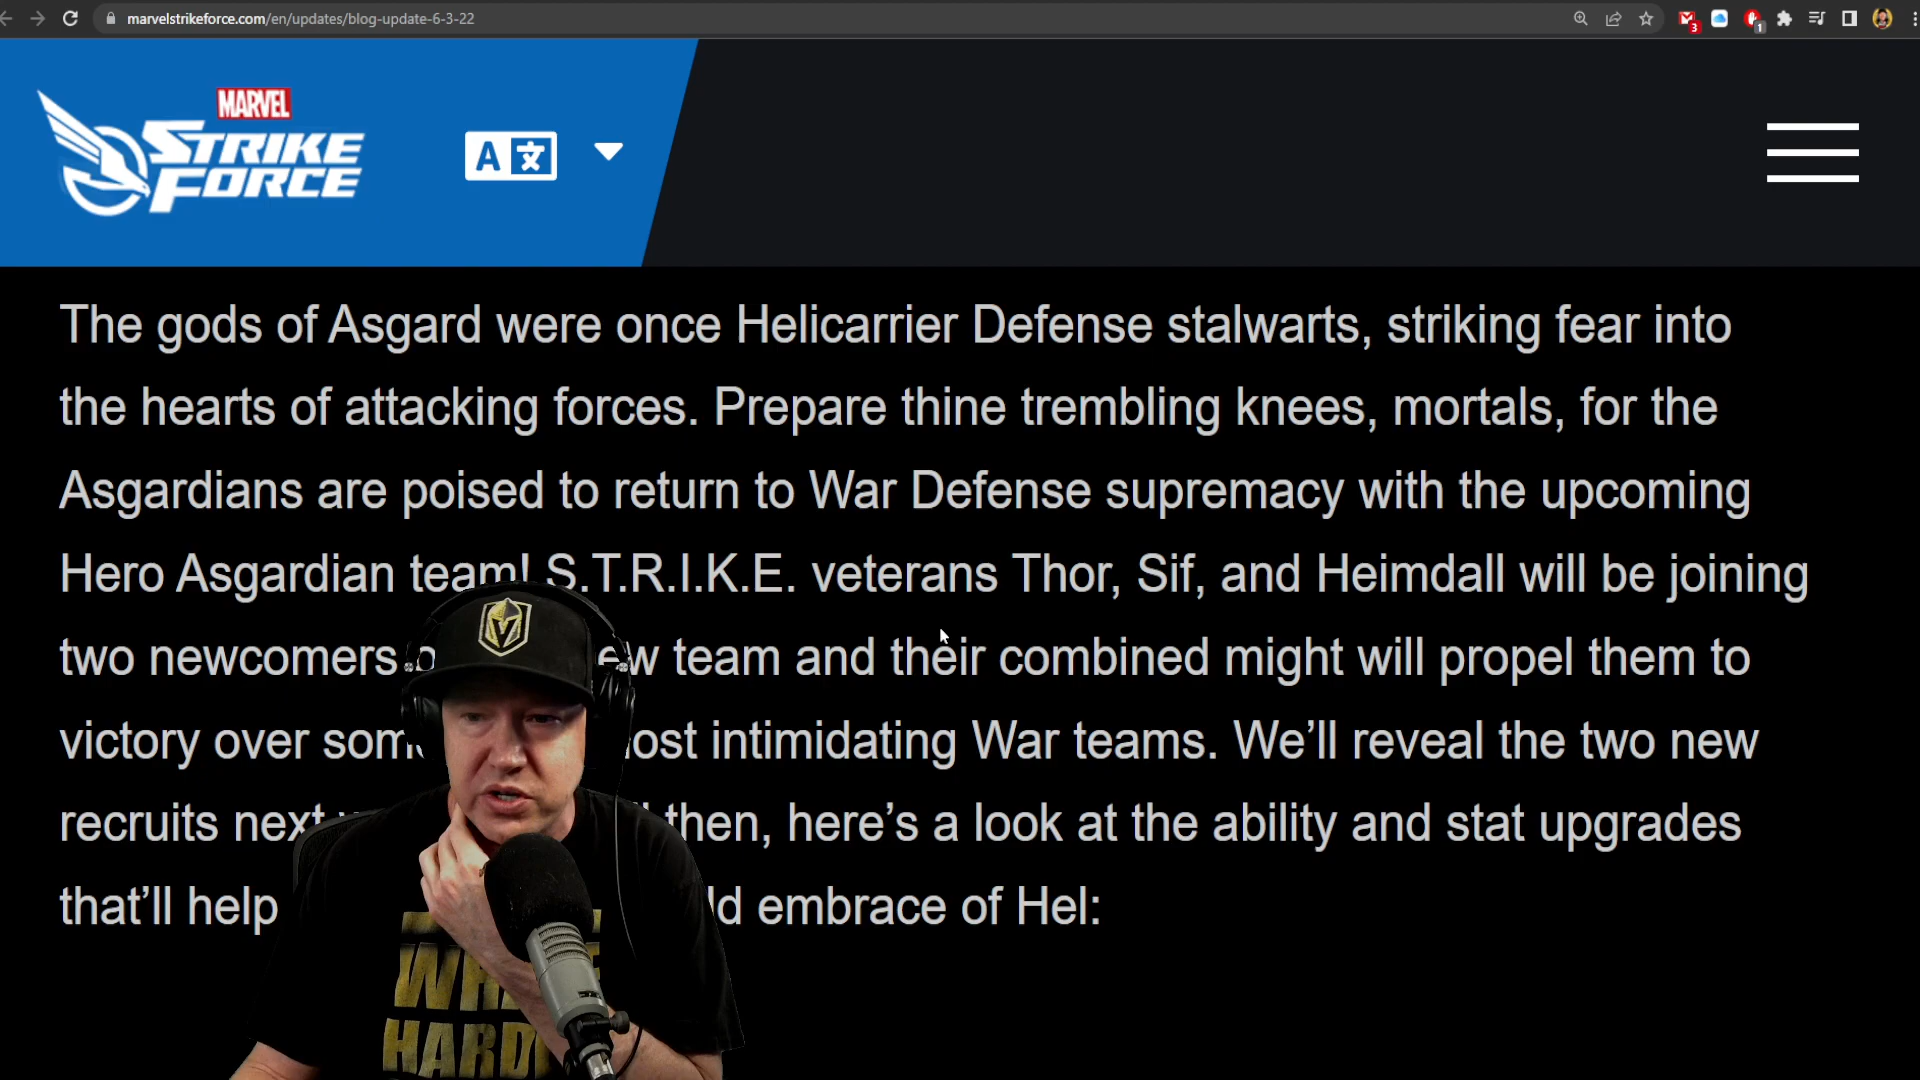 marvelstrikeforce.com/en/updates/blog-update-6-3-22
3
1
MARVEL
STRIKE
FORCE
A 文
The gods of Asgard were once Helicarrier Defense stalwarts, striking fear into
the hearts of attacking forces. Prepare thine trembling knees, mortals, for the
Asgardians are poised to return to War Defense supremacy with the upcoming
Hero Asgardian team! S.T.R.I.K.E. veterans Thor, Sif, and Heimdall will be joining
two newcomers team and their combined might will propel them to
victory over intimidating War teams. We’ll reveal the two new
recruits next then, here’s a look at the ability and stat upgrades
that’ll help embrace of Hel:
HARD